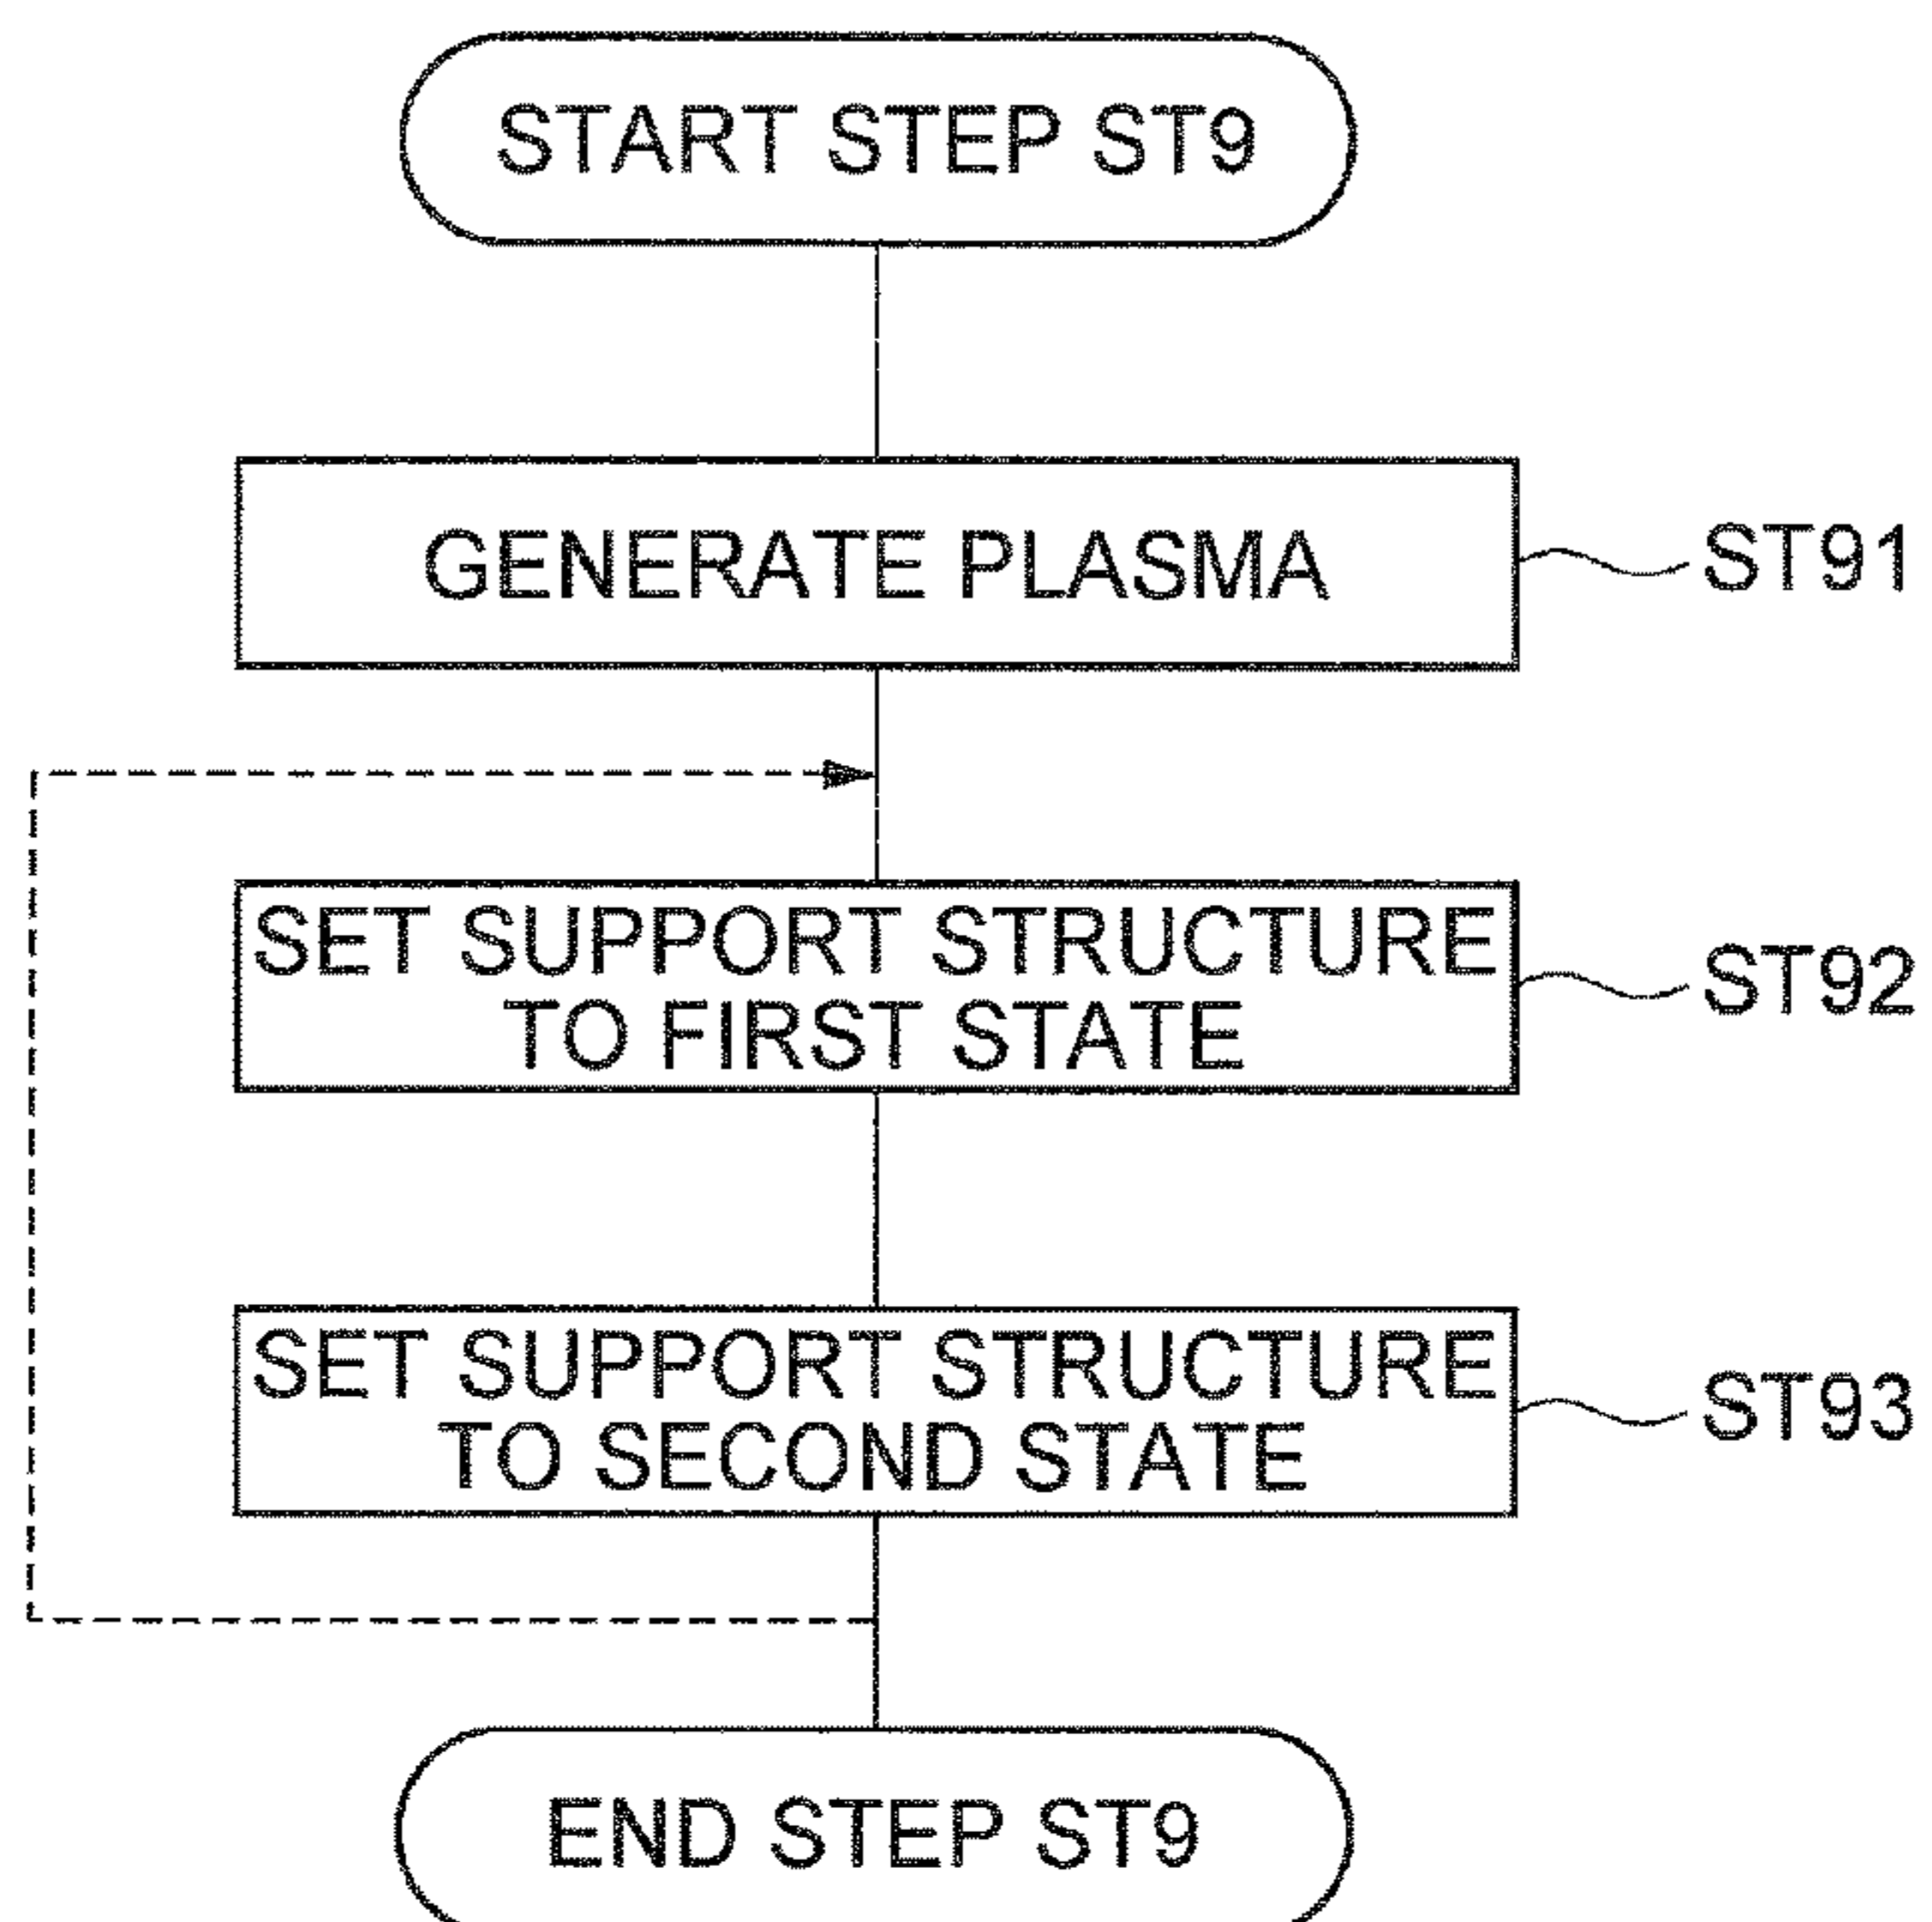 START STEP ST9
GENERATE PLASMA
ST91
SET SUPPORT STRUCTURE
TO FIRST STATE
ST92
SET SUPPORT STRUCTURE
TO SECOND STATE
ST93
END STEP ST9